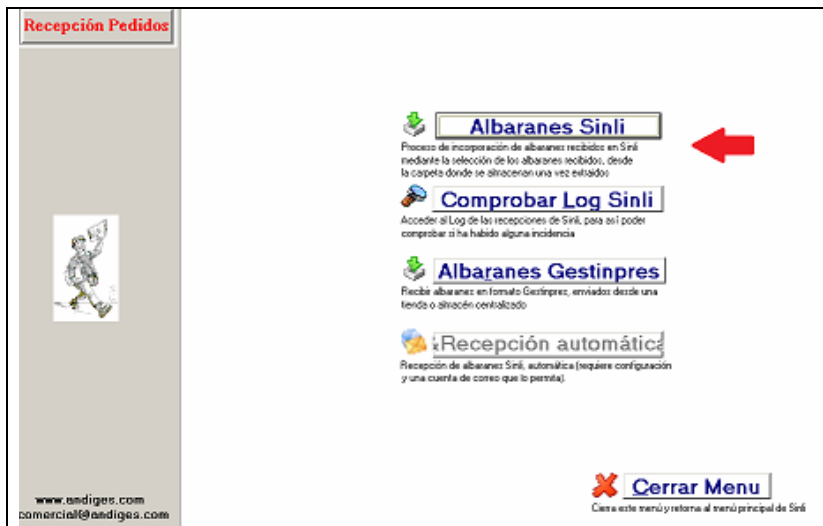 Recepción Pedidos
Albaranes Sinli
Proceso de incorporación de albaranes recibidos en Sinli
mediante la selección de los albaranes recibidos, desde
la carpeta donde se almacenan una vez extraidos
Comprobar Log Sinli
Acceder al Log de las recepciones de Sinli, para así poder
comprobar si ha habido alguna incidencia
Albaranes Gestinpres
Recibir albaranes en formato Gestinpres, enviados desde una
tienda o almacén centralizado
&Recepción automática
Recepción de albaranes Sinli, automática (requiere configuración
y una cuenta de correo que lo permita).
Cerrar Menu
Cierra este menú y retorna al menú principal de Sinli
www.andiges.com
comercial@andiges.com